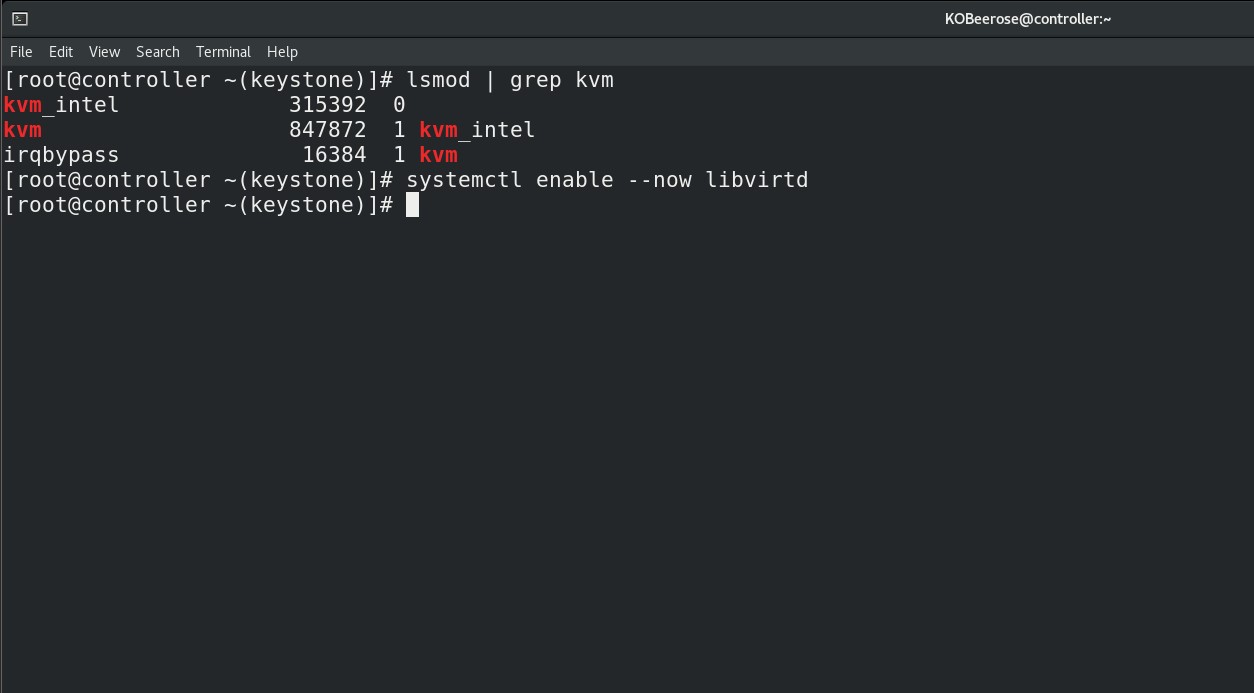 KOBeerose@controller:~
File Edit View Search Terminal Help
[root@controller ~(keystone)]# lsmod | grep kvm
kvm_intel             315392  0
kvm                   847872  1 kvm_intel
irqbypass              16384  1 kvm
[root@controller ~(keystone)]# systemctl enable --now libvirtd
[root@controller ~(keystone)]#